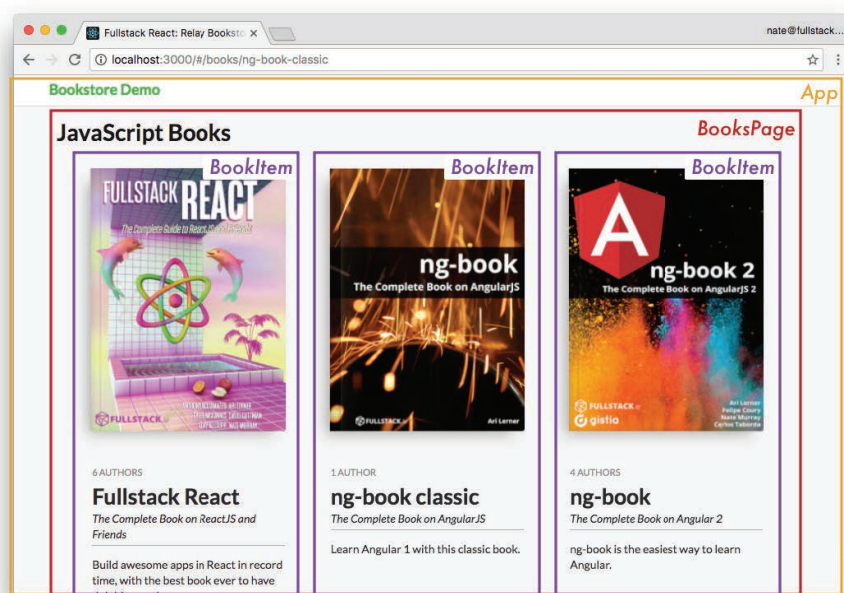 Fullstack React: Relay Booksto
nate@fullstack...
localhost:3000/#/books/ng-book-classic
Bookstore Demo
App
JavaScript Books
BooksPage
BookItem
BookItem
BookItem
FULLSTACK REACT
The Complete Guide to ReactJS and Friends
FULLSTACK.io
ng-book
The Complete Book on AngularJS
FULLSTACK.io
Ari Lerner
A
ng-book 2
The Complete Book on AngularJS 2
FULLSTACK.io
gistia
Ari Lerner
Felipe Coury
Nate Murray
Carlos Taborda
6 AUTHORS
Fullstack React
The Complete Book on ReactJS and
Friends
Build awesome apps in React in record
time, with the best book ever to have
1 AUTHOR
ng-book classic
The Complete Book on AngularJS
Learn Angular 1 with this classic book.
4 AUTHORS
ng-book
The Complete Book on Angular 2
ng-book is the easiest way to learn
Angular.